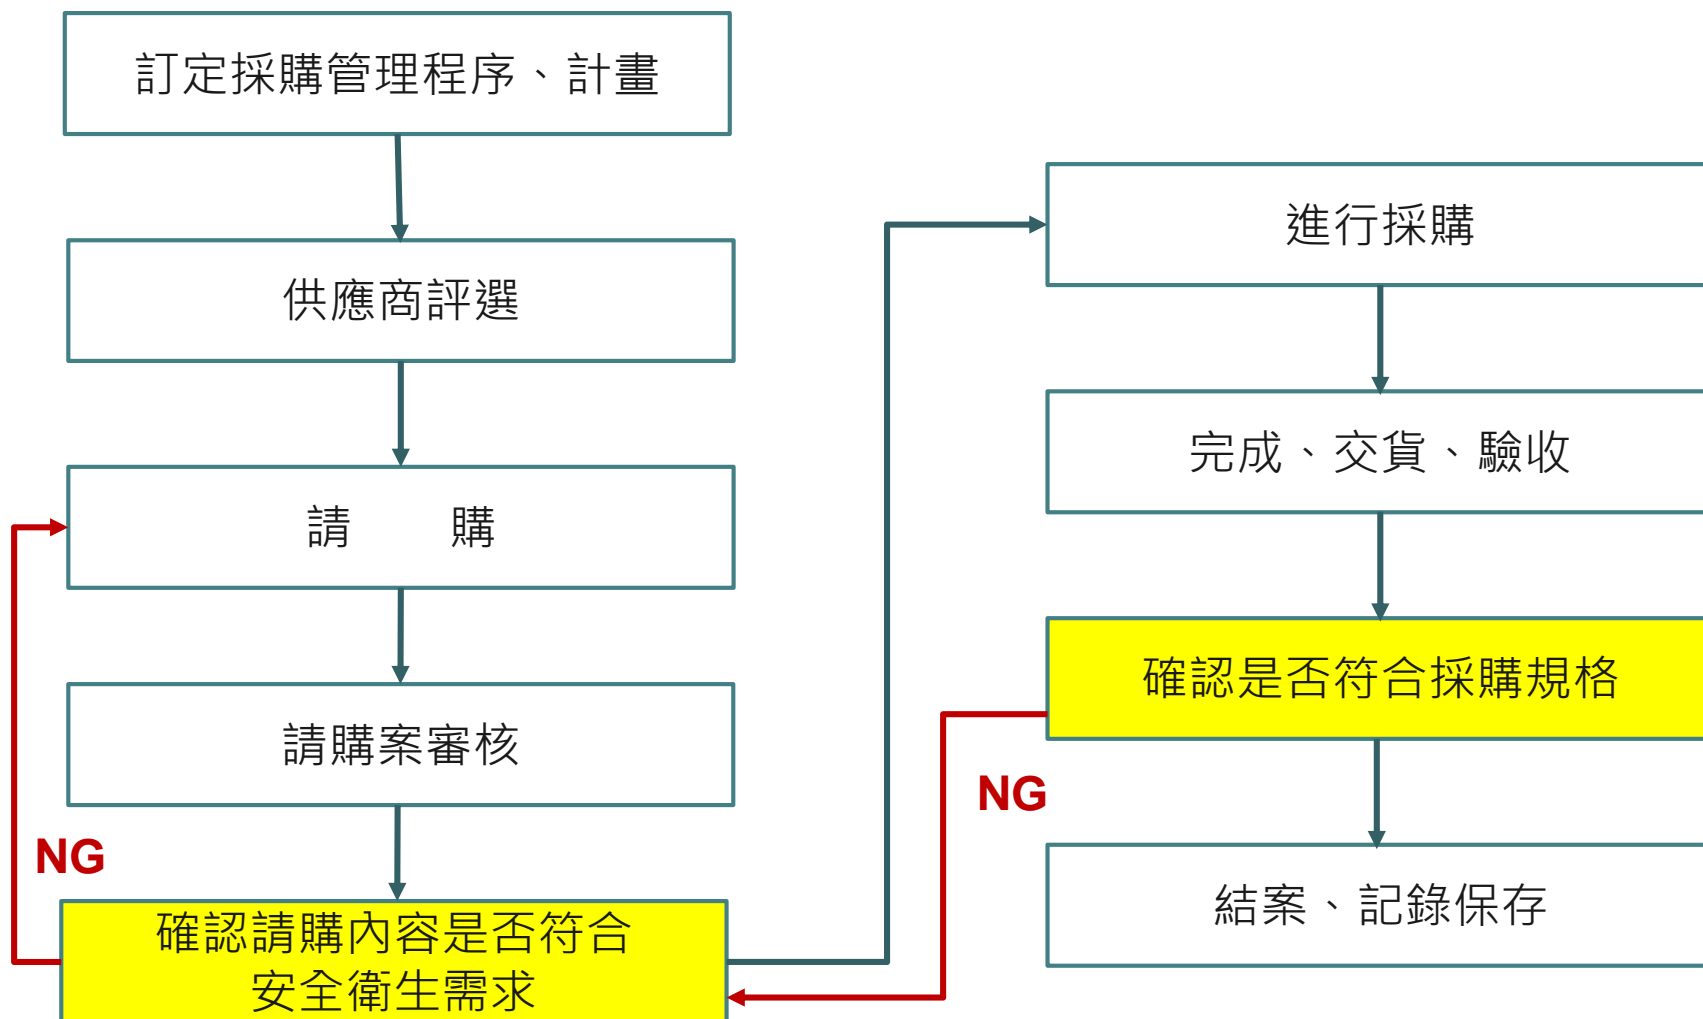 訂定採購管理程序、計畫
供應商評選
請購
請購案審核
NG
確認請購內容是否符合
安全衛生需求
進行採購
完成、交貨、驗收
確認是否符合採購規格
NG
結案、記錄保存